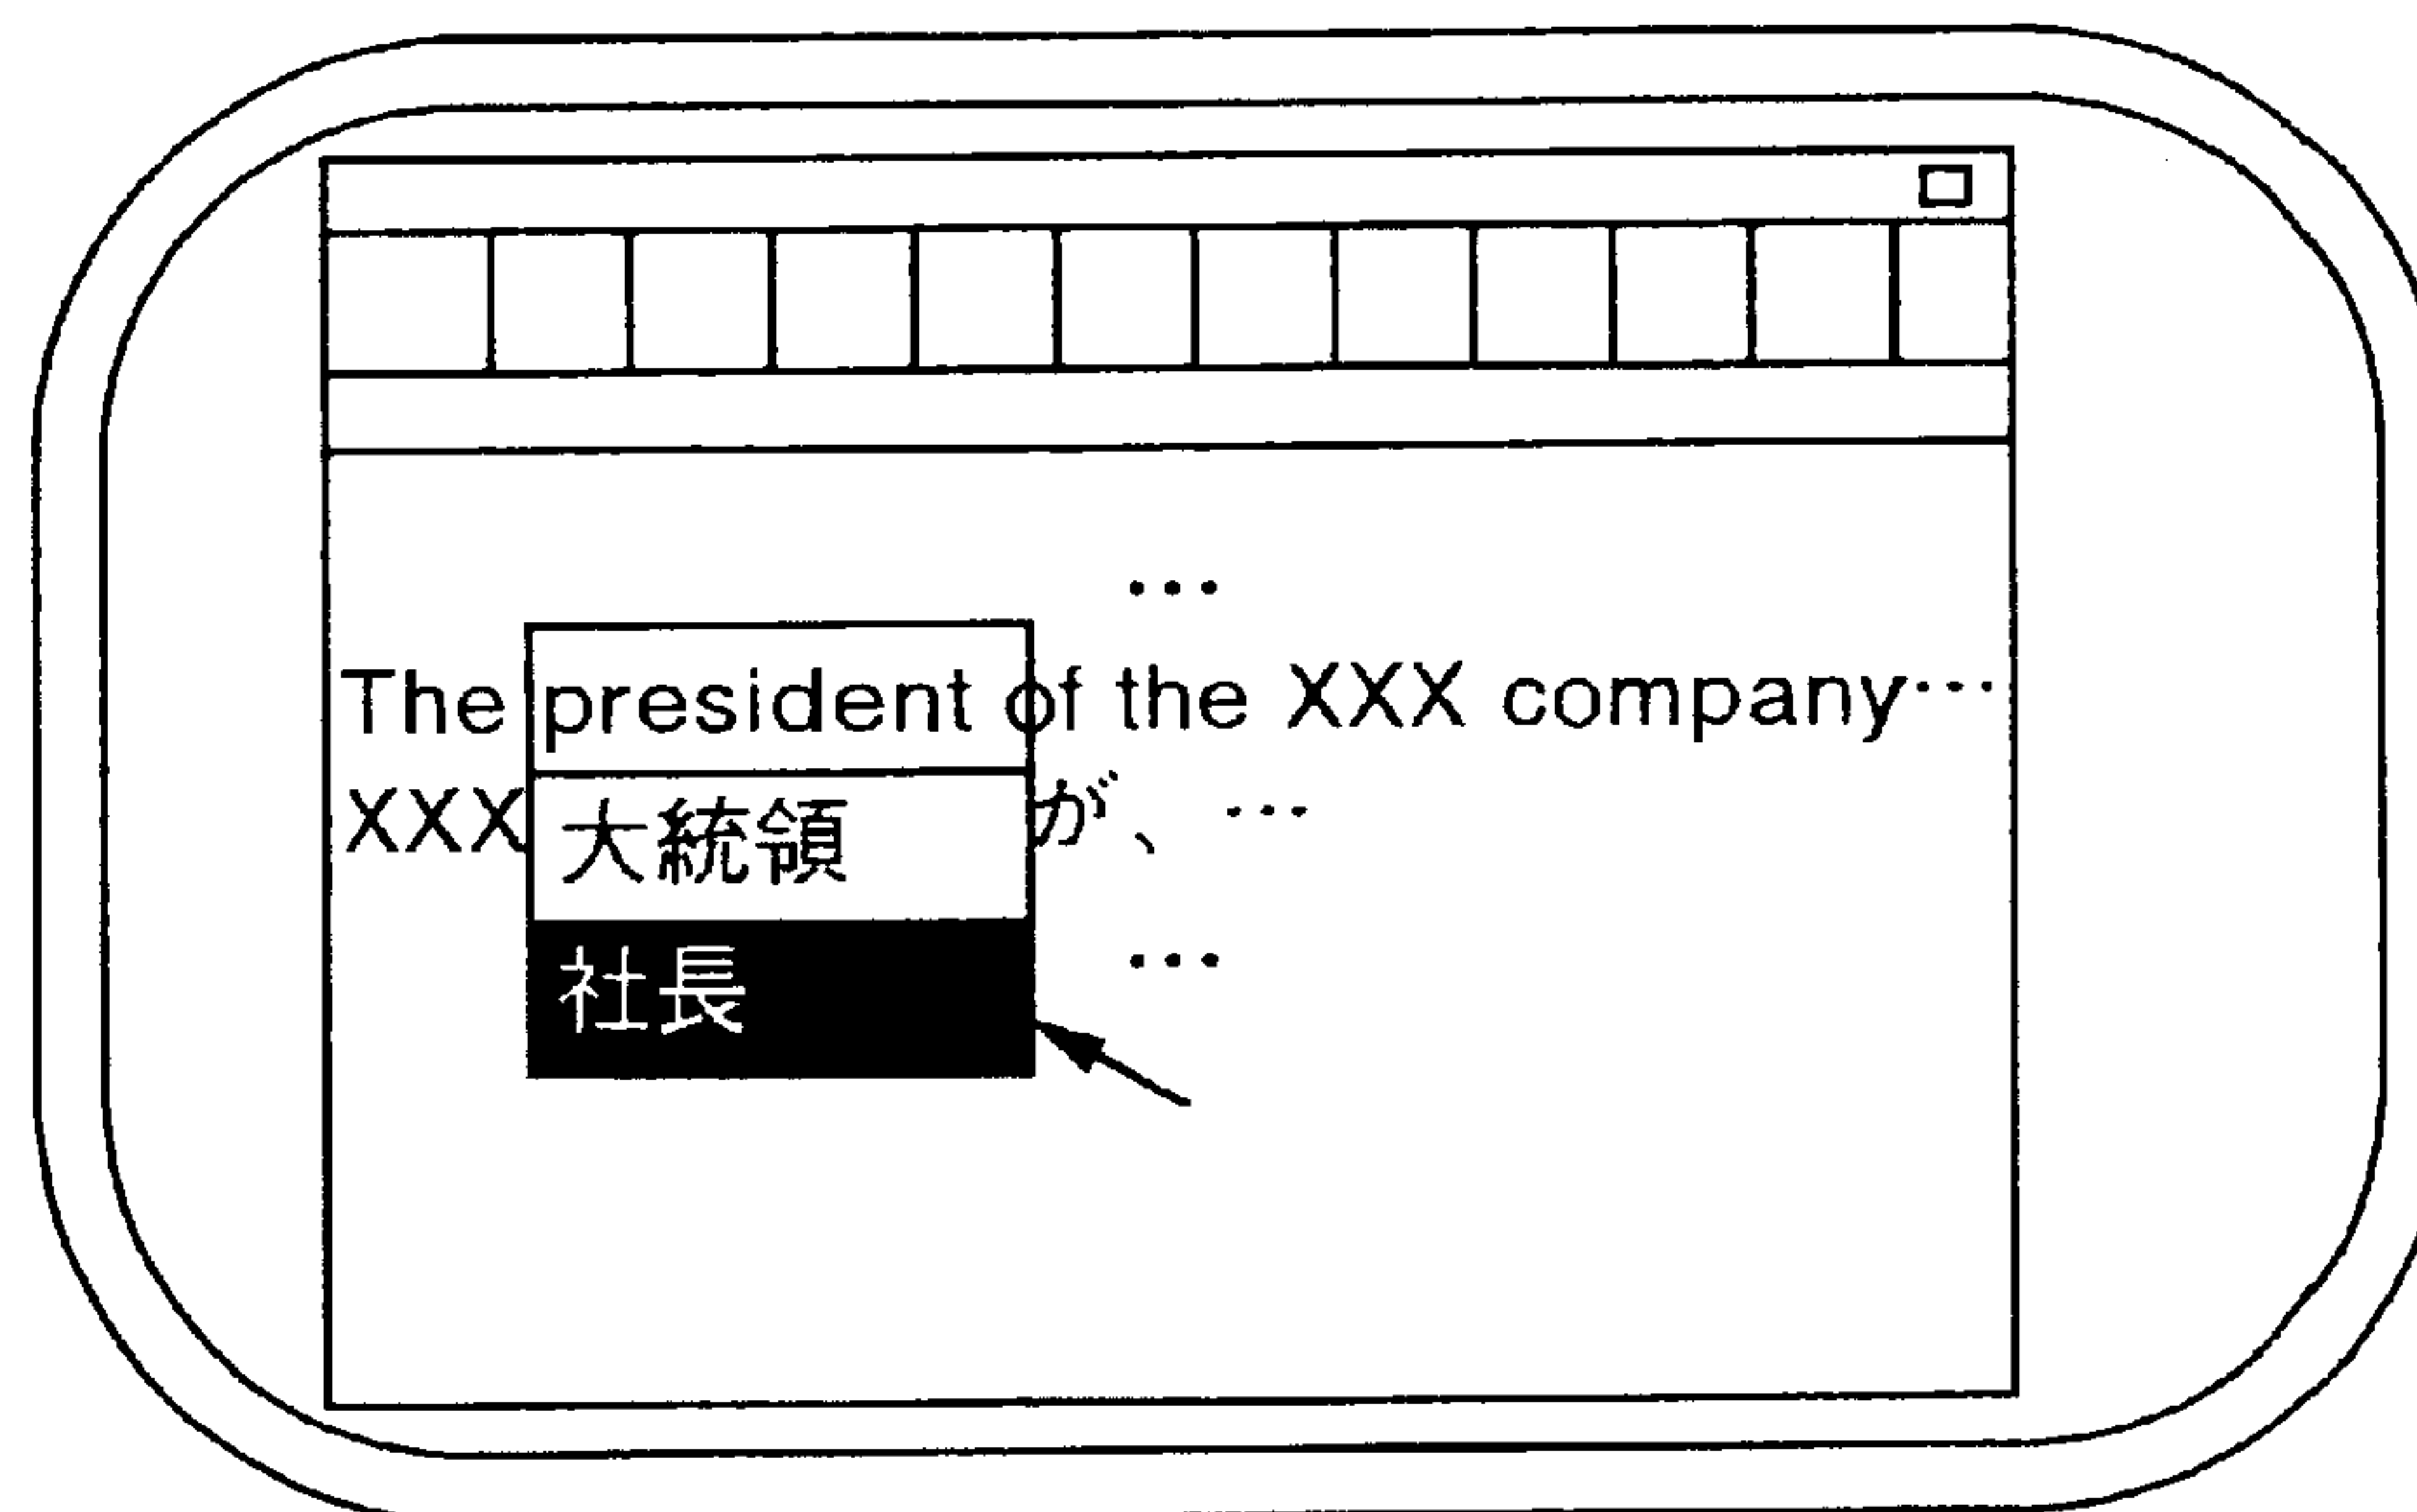 …
The president of the XXX company…
XXX が、 …
大統領
社長
…